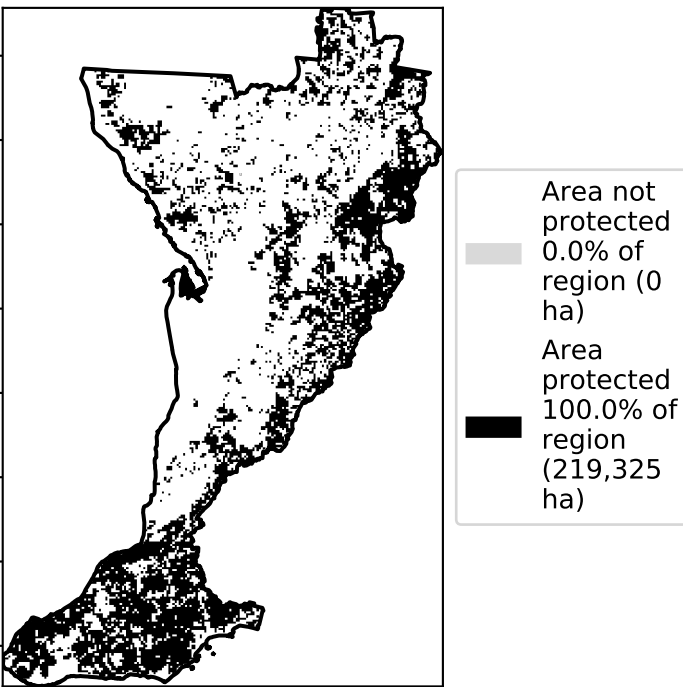 Area not
protected
0.0% of
region (0
ha)
Area
protected
100.0% of
region
(219,325
ha)